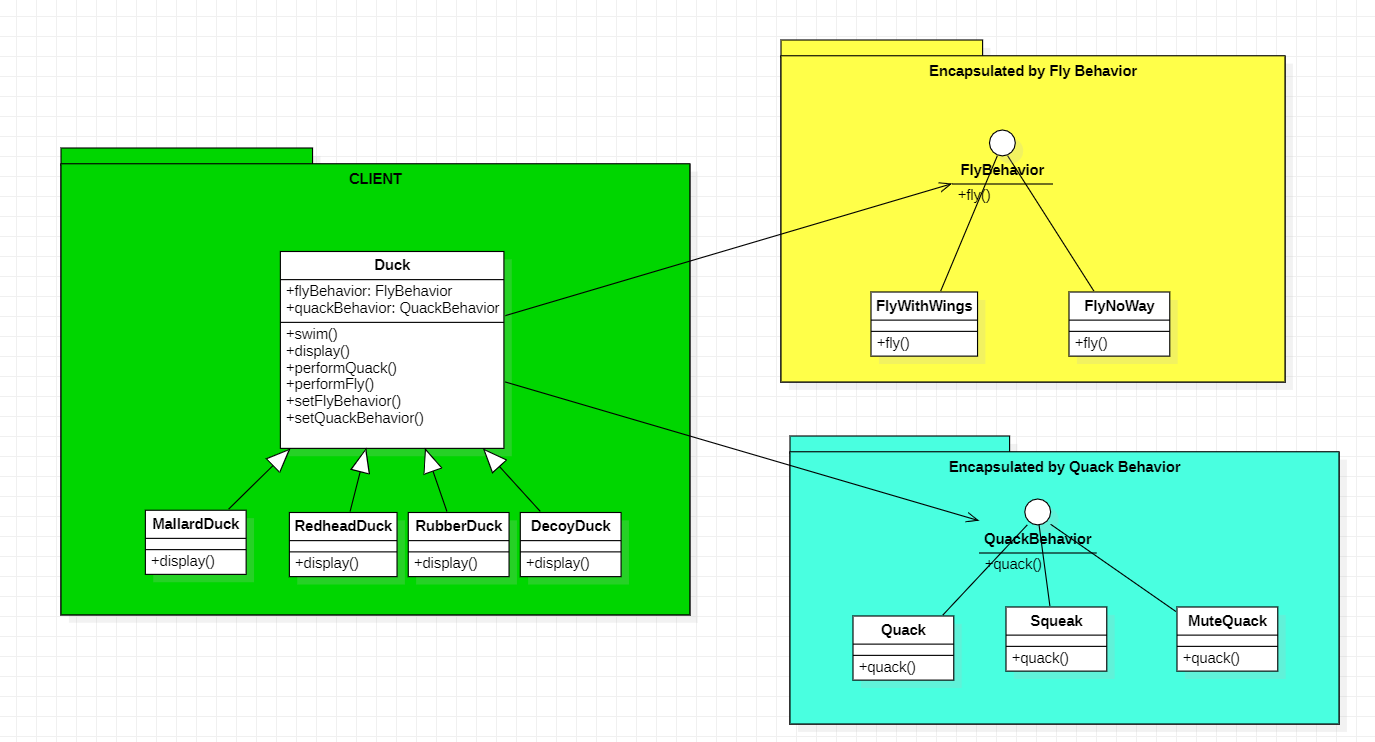 Encapsulated by Fly Behavior
FlyBehavior
+fly()
FlyWithWings
+fly()
FlyNoWay
+fly()
CLIENT
Duck
+flyBehavior: FlyBehavior
+quackBehavior: QuackBehavior
+swim()
+display()
+performQuack()
+performFly()
+setFlyBehavior()
+setQuackBehavior()
MallardDuck
+display()
RedheadDuck
+display()
RubberDuck
+display()
DecoyDuck
+display()
Encapsulated by Quack Behavior
QuackBehavior
+quack()
Quack
+quack()
Squeak
+quack()
MuteQuack
+quack()